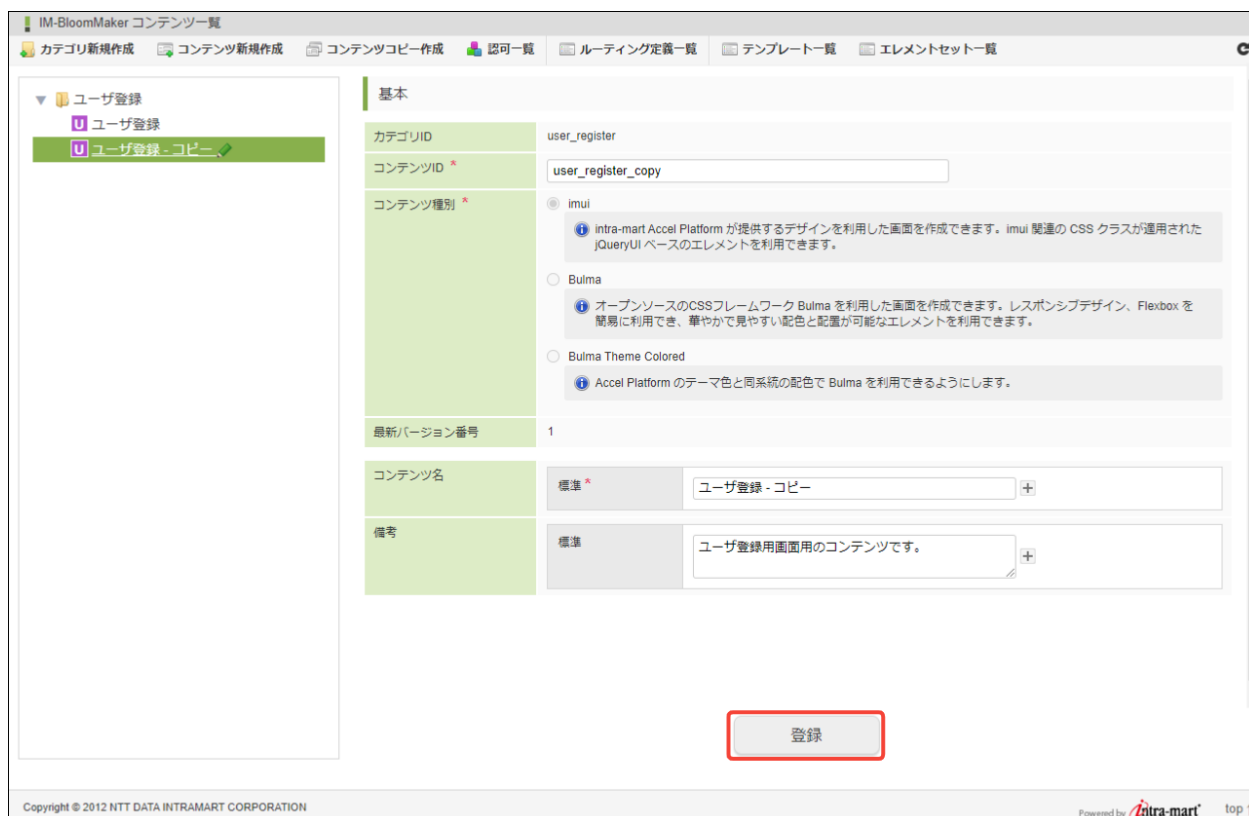 IM-BloomMaker コンテンツ一覧
カテゴリ新規作成 コンテンツ新規作成 コンテンツコピー作成 認可一覧 ルーティング定義一覧 テンプレート一覧 エレメントセット一覧
ユーザ登録
ユーザ登録
ユーザ登録 - コピー
基本
カテゴリID user_register
コンテンツID * user_register_copy
コンテンツ種別 * imui
intra-mart Accel Platform が提供するデザインを利用した画面を作成できます。imui 関連の CSS クラスが適用された
jQueryUI ベースのエレメントを利用できます。
Bulma
オープンソースのCSSフレームワーク Bulma を利用した画面を作成できます。レスポンシブデザイン、Flexbox を
簡易に利用でき、華やかで見やすい配色と配置が可能なエレメントを利用できます。
Bulma Theme Colored
Accel Platform のテーマ色と同系統の配色で Bulma を利用できるようにします。
最新バージョン番号 1
コンテンツ名 標準 * ユーザ登録 - コピー
備考 標準 ユーザ登録用画面用のコンテンツです。
登録
Copyright © 2012 NTT DATA INTRAMART CORPORATION
Powered by intra-mart top